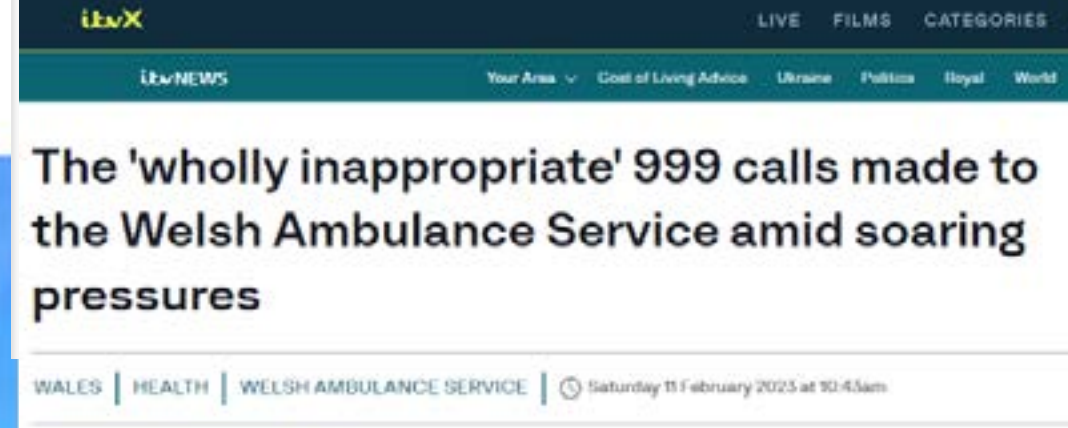 itvX LIVE FILMS CATEGORIES
itvNEWS Your Area Cost of Living Advice Ukraine Politics Royal World
The 'wholly inappropriate' 999 calls made to
the Welsh Ambulance Service amid soaring
pressures
WALES | HEALTH | WELSH AMBULANCE SERVICE | Saturday 11 February 2023 at 10:43am